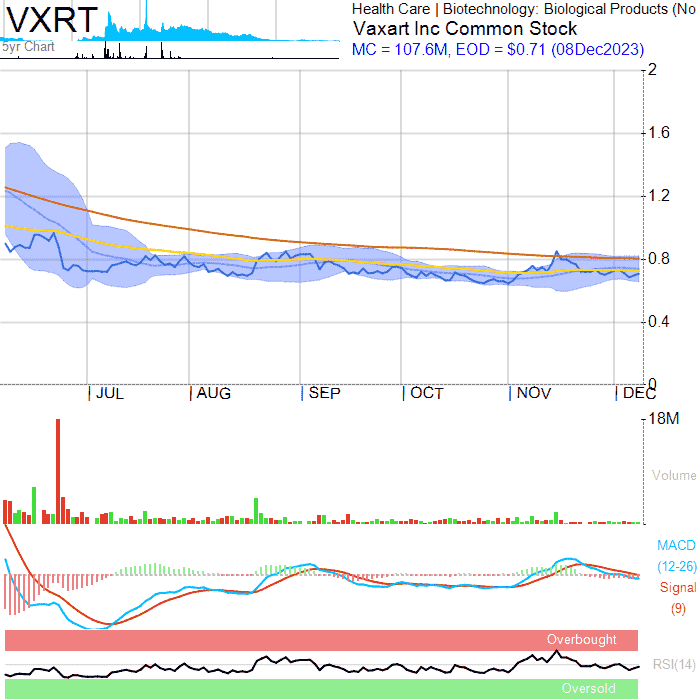 VXRT
Health Care | Biotechnology: Biological Products (No
Vaxart Inc Common Stock
MC = 107.6M, EOD = $0.71 (08Dec2023)
5yr Chart
2
1.6
1.2
0.8
0.4
0
JUL AUG SEP OCT NOV DEC
18M
Volume
MACD
(12-26)
Signal
(9)
Overbought
RSI(14)
Oversold